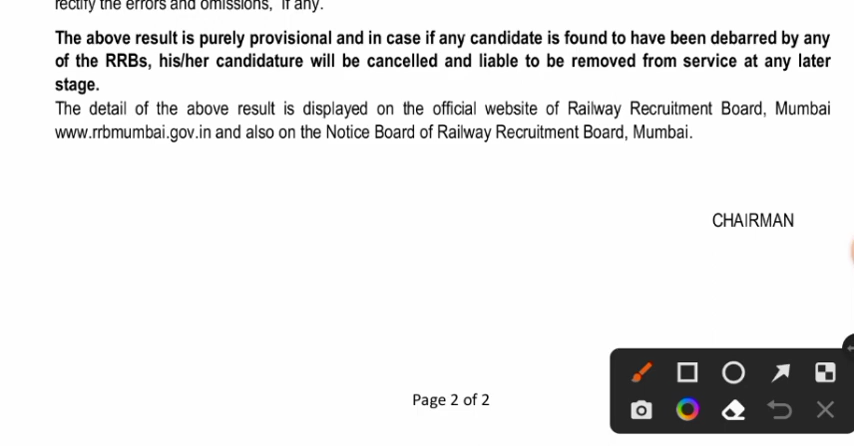 rectify the errors and omissions, if any.
The above result is purely provisional and in case if any candidate is found to have been debarred by any
of the RRBs, his/her candidature will be cancelled and liable to be removed from service at any later
stage.
The detail of the above result is displayed on the official website of Railway Recruitment Board, Mumbai
www.rrbmumbai.gov.in and also on the Notice Board of Railway Recruitment Board, Mumbai.
CHAIRMAN
Page 2 of 2